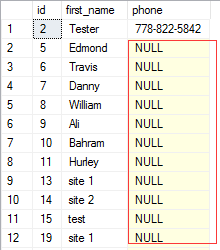 id first_name phone
1 2 Tester 778-822-5842
2 5 Edmond NULL
3 6 Travis NULL
4 7 Danny NULL
5 8 William NULL
6 9 Ali NULL
7 10 Bahram NULL
8 11 Hurley NULL
9 13 site 1 NULL
10 14 site 2 NULL
11 15 test NULL
12 19 site 1 NULL